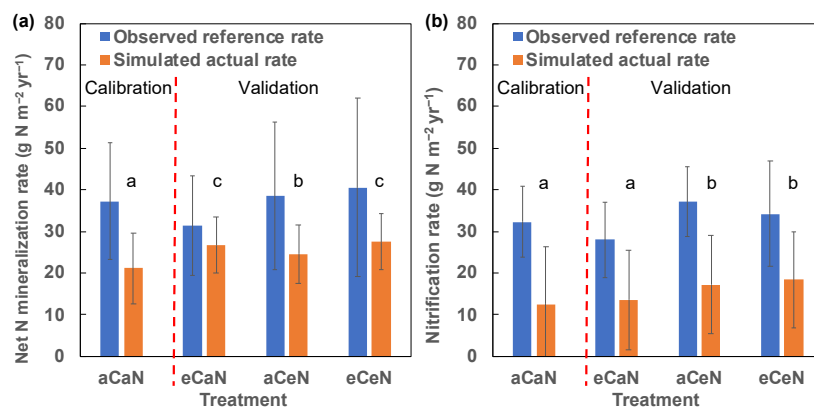 (a)
Observed reference rate
Simulated actual rate
Calibration
Validation
a
c
b
c
80
70
60
50
40
30
20
10
0
Net N mineralization rate (g N m⁻² yr⁻¹)
aCaN
eCaN
aCeN
eCeN
Treatment
(b)
Observed reference rate
Simulated actual rate
Calibration
Validation
a
a
b
b
80
70
60
50
40
30
20
10
0
Nitrification rate (g N m⁻² yr⁻¹)
aCaN
eCaN
aCeN
eCeN
Treatment